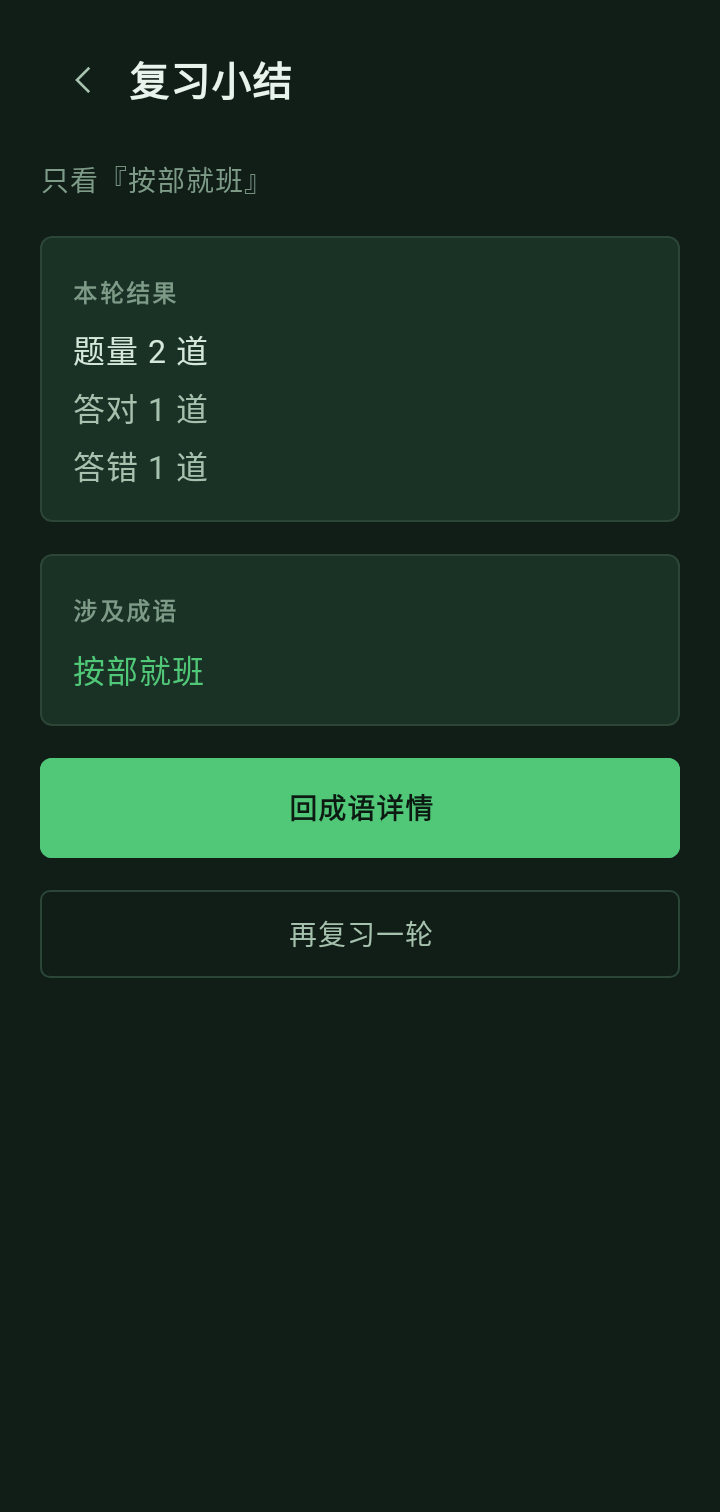 复习小结
只看『按部就班』
本轮结果
题量 2 道
答对 1 道
答错 1 道
涉及成语
按部就班
回成语详情
再复习一轮